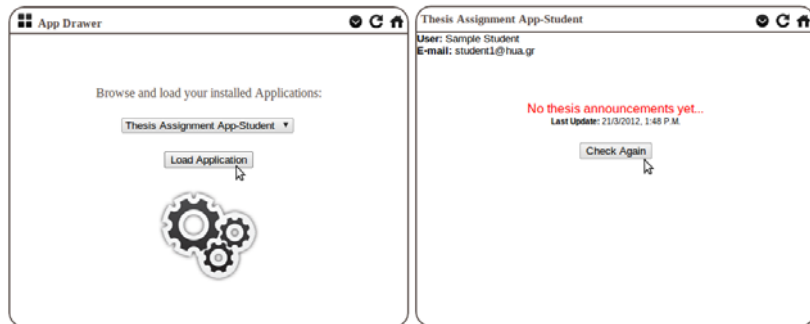 App Drawer
Browse and load your installed Applications:
Thesis Assignment App-Student
Load Application
Thesis Assignment App-Student
User: Sample Student
E-mail: student1@hua.gr
No thesis announcements yet...
Last Update: 21/3/2012, 1:48 P.M.
Check Again